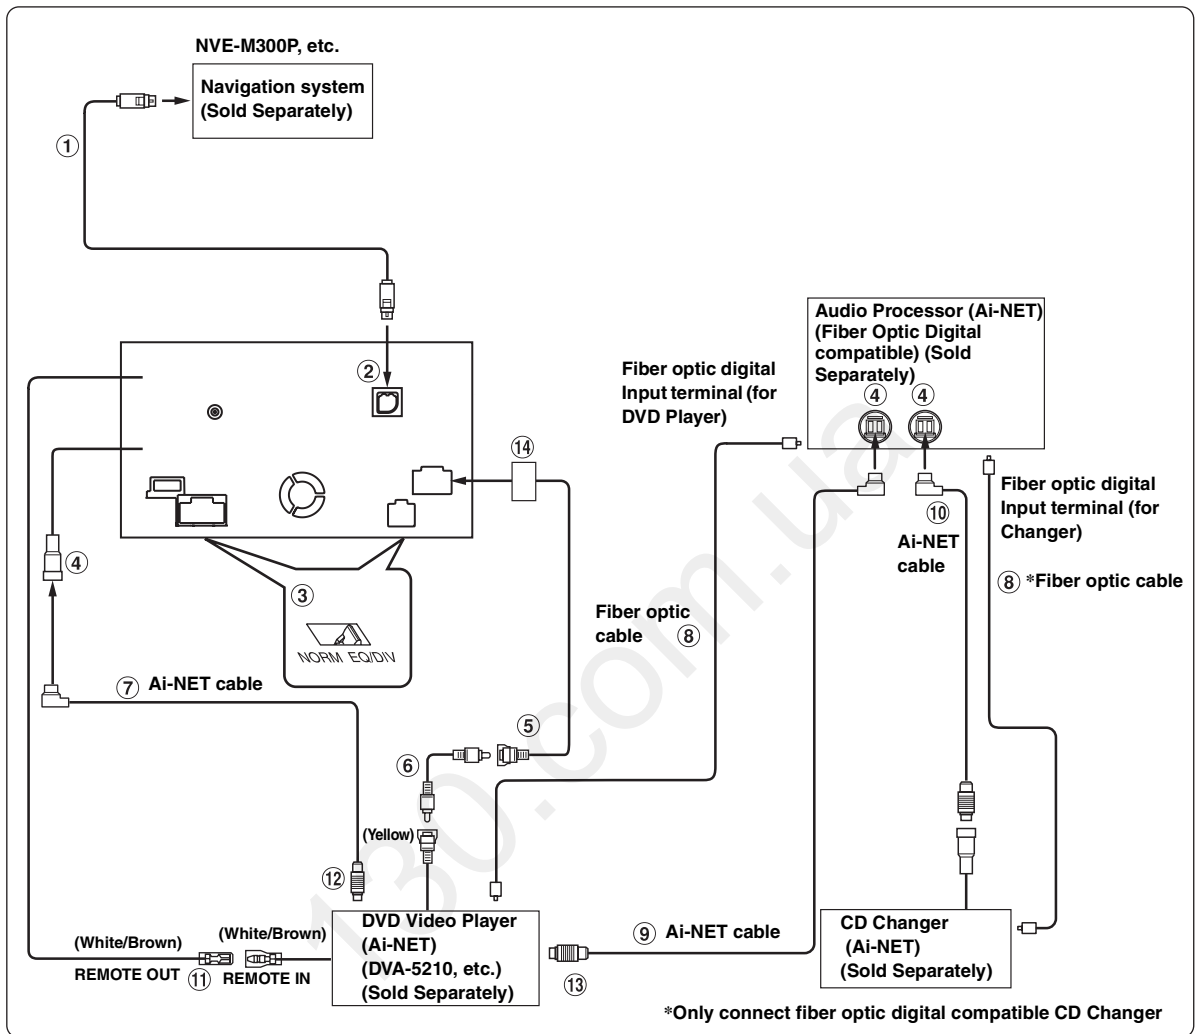 NVE-M300P, etc.
Navigation system
(Sold Separately)
①
②
Audio Processor (Ai-NET)
(Fiber Optic Digital
compatible) (Sold
Separately)
④ ④
Fiber optic digital
Input terminal (for
DVD Player)
⑭
Fiber optic digital
Input terminal (for
Changer)
⑩
Ai-NET
cable
⑧ *Fiber optic cable
④
③
NORM EQ/DIV
Fiber optic
cable ⑧
⑦ Ai-NET cable
⑤
⑥
(Yellow)
⑫
(White/Brown)
REMOTE OUT
⑪
(White/Brown)
REMOTE IN
DVD Video Player
(Ai-NET)
(DVA-5210, etc.)
(Sold Separately)
⑨ Ai-NET cable
⑬
CD Changer
(Ai-NET)
(Sold Separately)
*Only connect fiber optic digital compatible CD Changer
130.com.ua